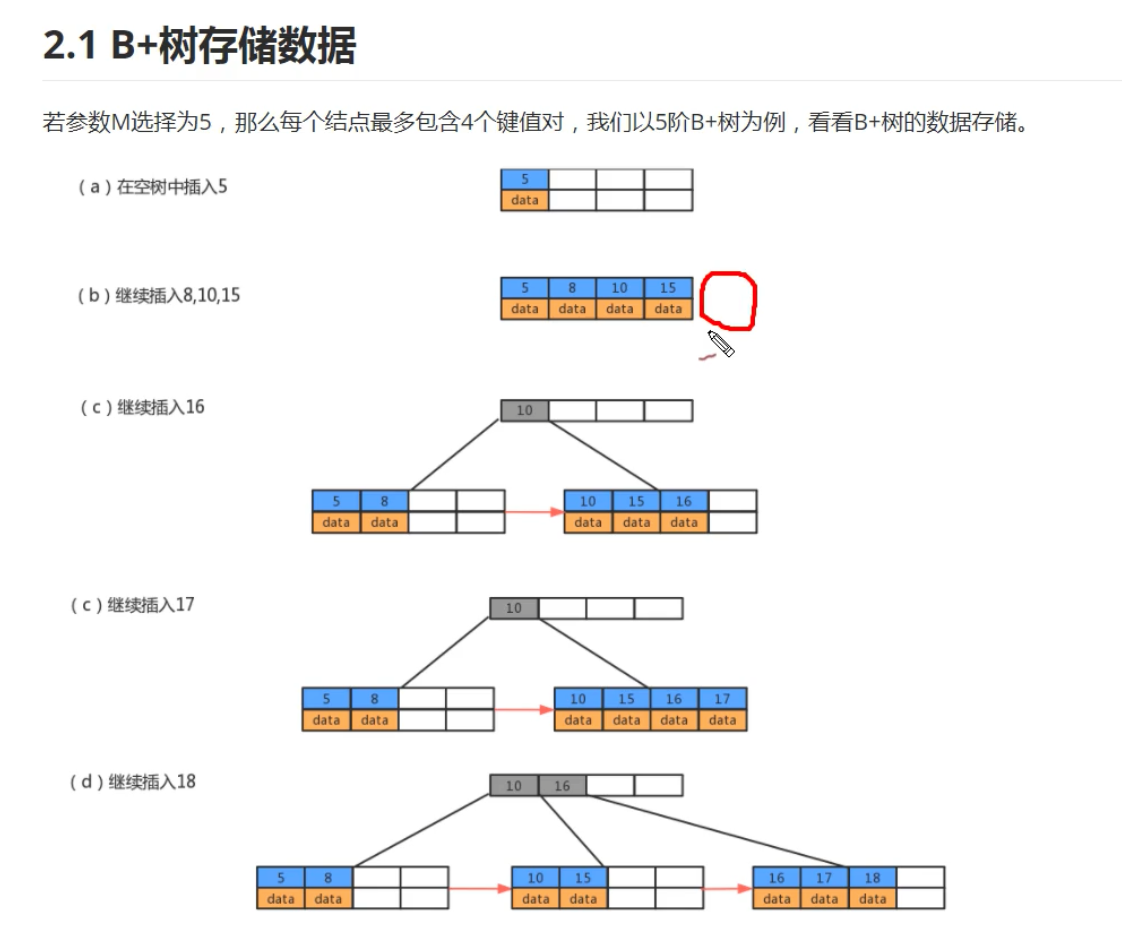 2.1 B+树存储数据
若参数M选择为5，那么每个结点最多包含4个键值对，我们以5阶B+树为例，看看B+树的数据存储。
（a）在空树中插入5
5
data
（b）继续插入8,10,15
5 8 10 15
data data data data
（c）继续插入16
10
5 8 10 15 16
data data data data data
（c）继续插入17
10
5 8 10 15 16 17
data data data data data data
（d）继续插入18
10 16
5 8 10 15 16 17 18
data data data data data data data